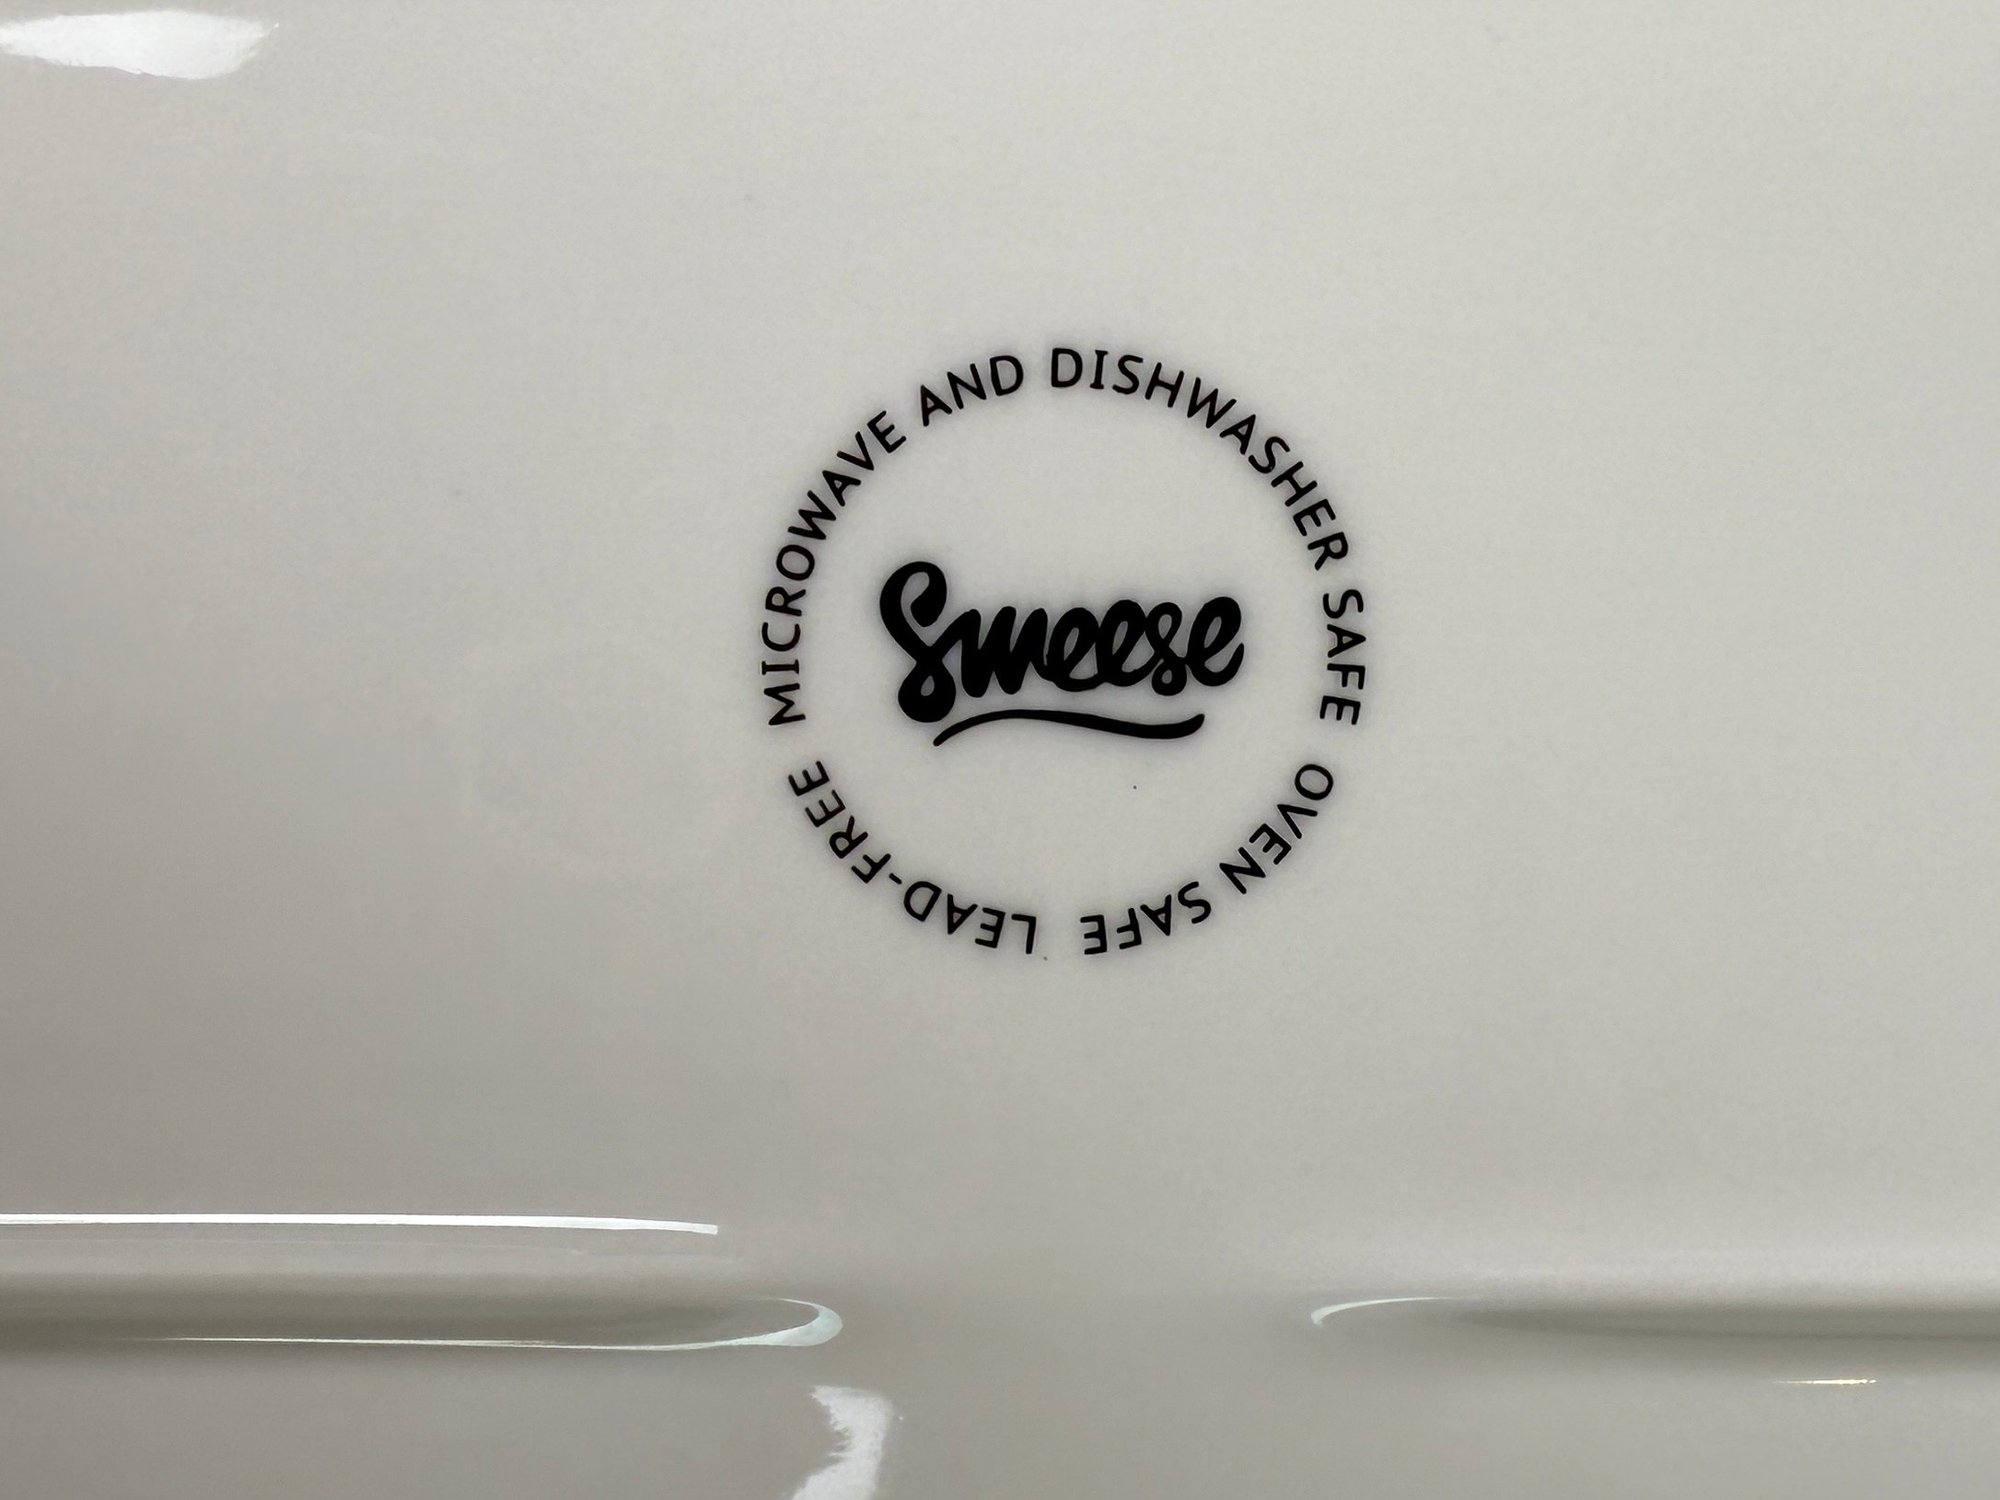 MICROWAVE AND DISHWASHER SAFE
OVEN SAFE
LEAD-FREE
Sweese